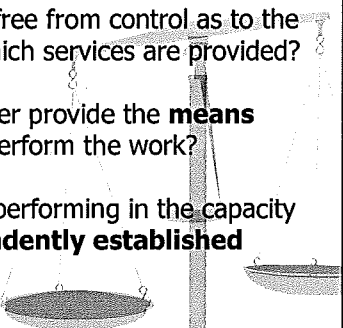 free from control as to the
ich services are provided?
er provide the means
erform the work?
performing in the capacity
dently established